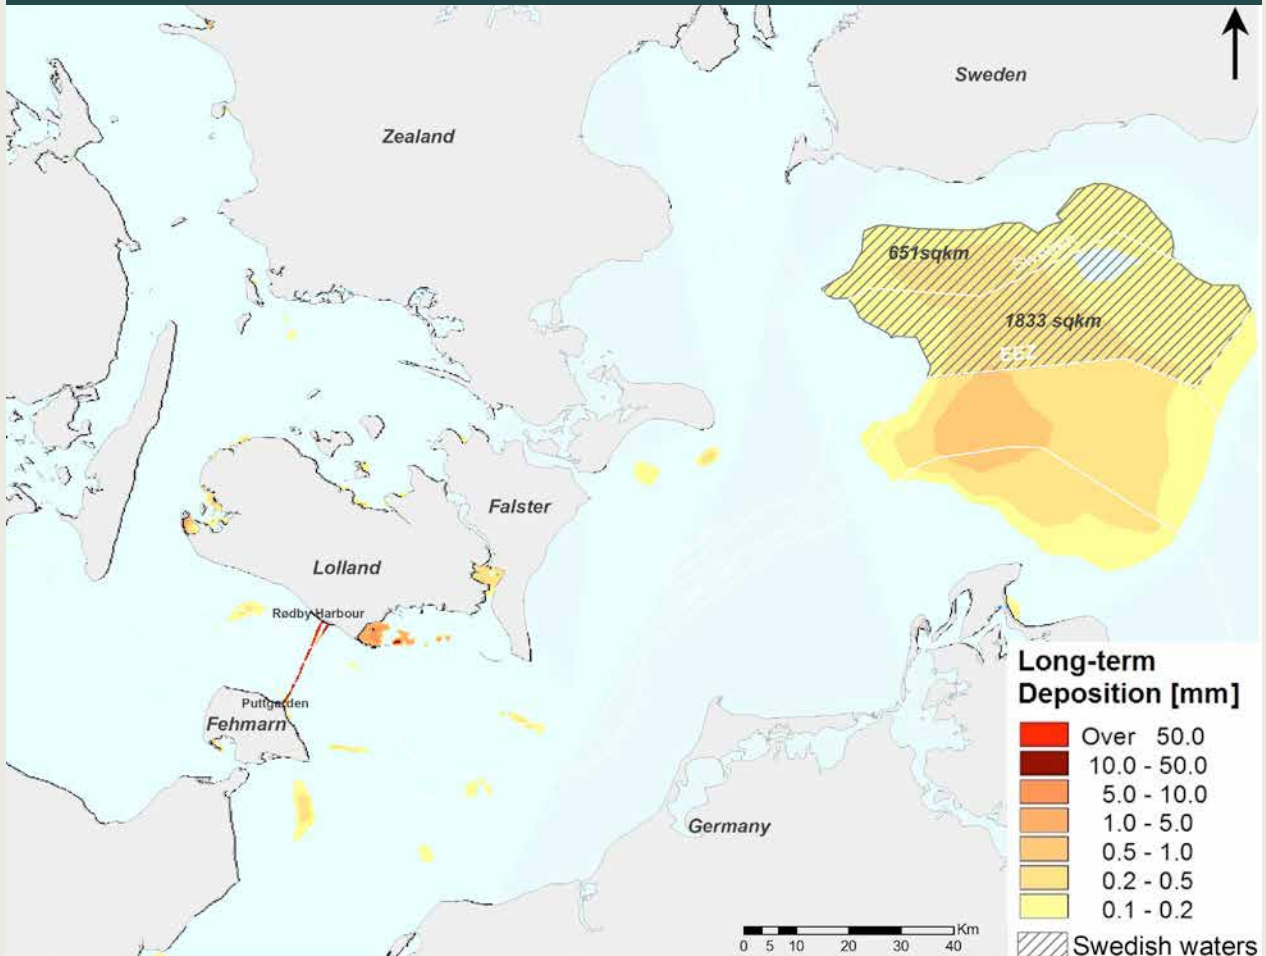 Sweden
Zealand
651sqkm
1833 sqkm
EEZ
Falster
Lolland
Rødby Harbour
Puttgarden
Fehmarn
Germany
Long-term
Deposition [mm]
Over 50.0
10.0 - 50.0
5.0 - 10.0
1.0 - 5.0
0.5 - 1.0
0.2 - 0.5
0.1 - 0.2
Swedish waters
Km
0 5 10 20 30 40